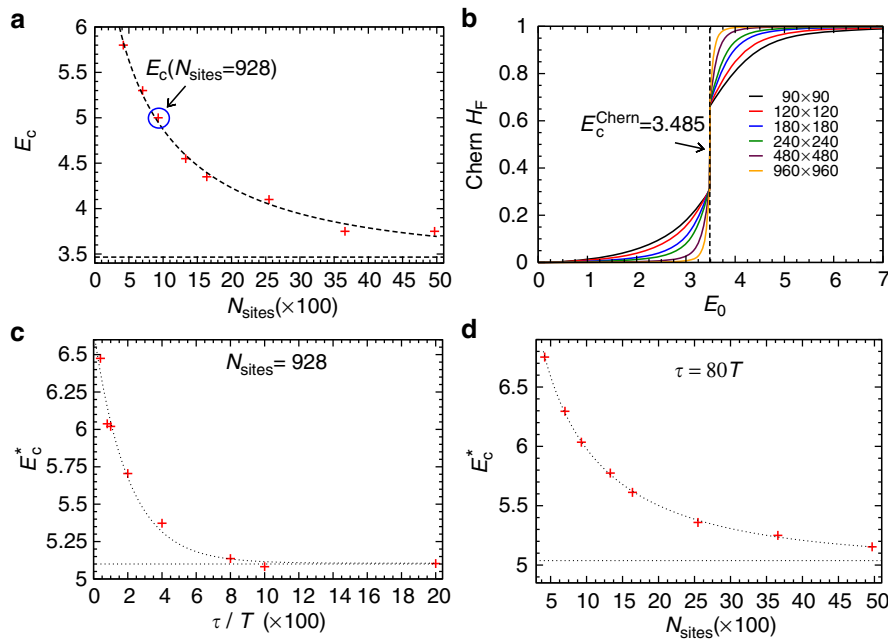 a
6
5.5
5
4.5
4
3.5
E_c
E_c(N_sites=928)
0 5 10 15 20 25 30 35 40 45 50
N_sites(×100)
b
1
0.8
0.6
0.4
0.2
0
Chern H_F
E_c^Chern=3.485
90×90
120×120
180×180
240×240
480×480
960×960
0 1 2 3 4 5 6 7
E_0
c
6.5
6.25
6
5.75
5.5
5.25
5
E_c^*
N_sites= 928
0 2 4 6 8 10 12 14 16 18 20
τ / T (×100)
d
6.5
6
5.5
5
E_c^*
τ = 80T
5 10 15 20 25 30 35 40 45 50
N_sites(×100)